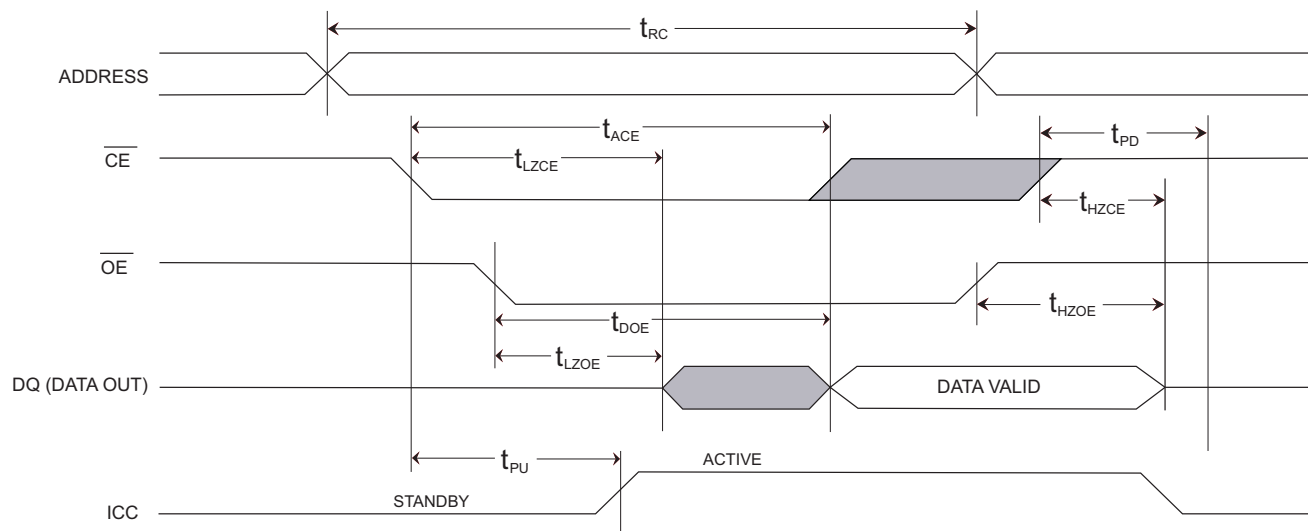 tRC
ADDRESS
tACE
tPD
CE
tLZCE
tHZCE
OE
tHZOE
tDOE
tLZOE
DQ (DATA OUT)
DATA VALID
tPU
ACTIVE
STANDBY
ICC